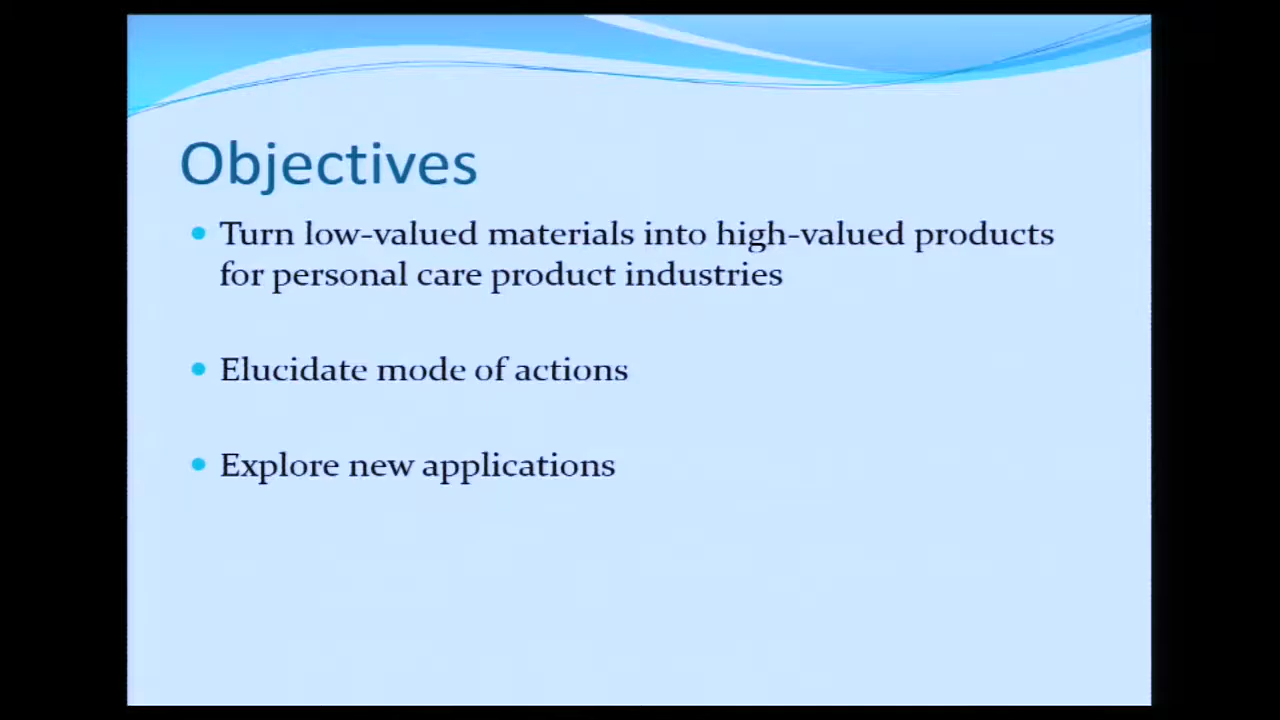 Objectives
Turn low-valued materials into high-valued products
for personal care product industries
Elucidate mode of actions
Explore new applications